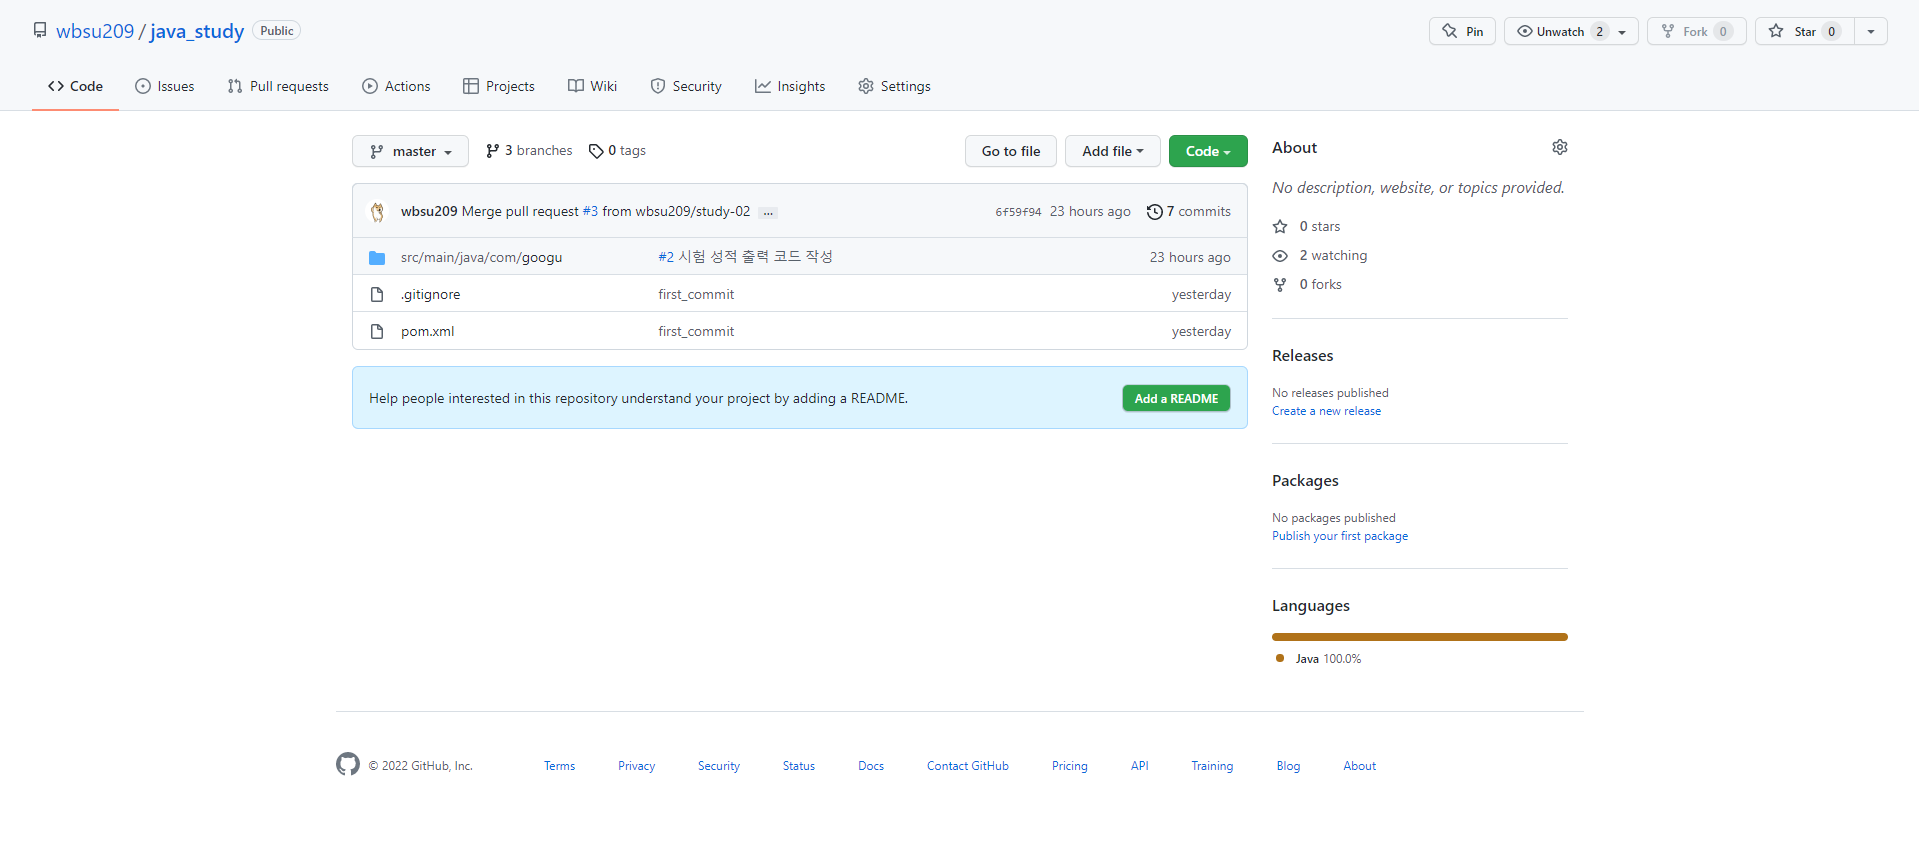 wbsu209 / java_study Public
Pin
Unwatch 2
Fork 0
Star 0
Code
Issues
Pull requests
Actions
Projects
Wiki
Security
Insights
Settings
master
3 branches
0 tags
Go to file
Add file
Code
wbsu209 Merge pull request #3 from wbsu209/study-02 ...
6f59f94 23 hours ago
7 commits
src/main/java/com/googu
#2 시험 성적 출력 코드 작성
23 hours ago
.gitignore
first_commit
yesterday
pom.xml
first_commit
yesterday
Help people interested in this repository understand your project by adding a README.
Add a README
About
No description, website, or topics provided.
0 stars
2 watching
0 forks
Releases
No releases published
Create a new release
Packages
No packages published
Publish your first package
Languages
Java 100.0%
© 2022 GitHub, Inc.
Terms
Privacy
Security
Status
Docs
Contact GitHub
Pricing
API
Training
Blog
About